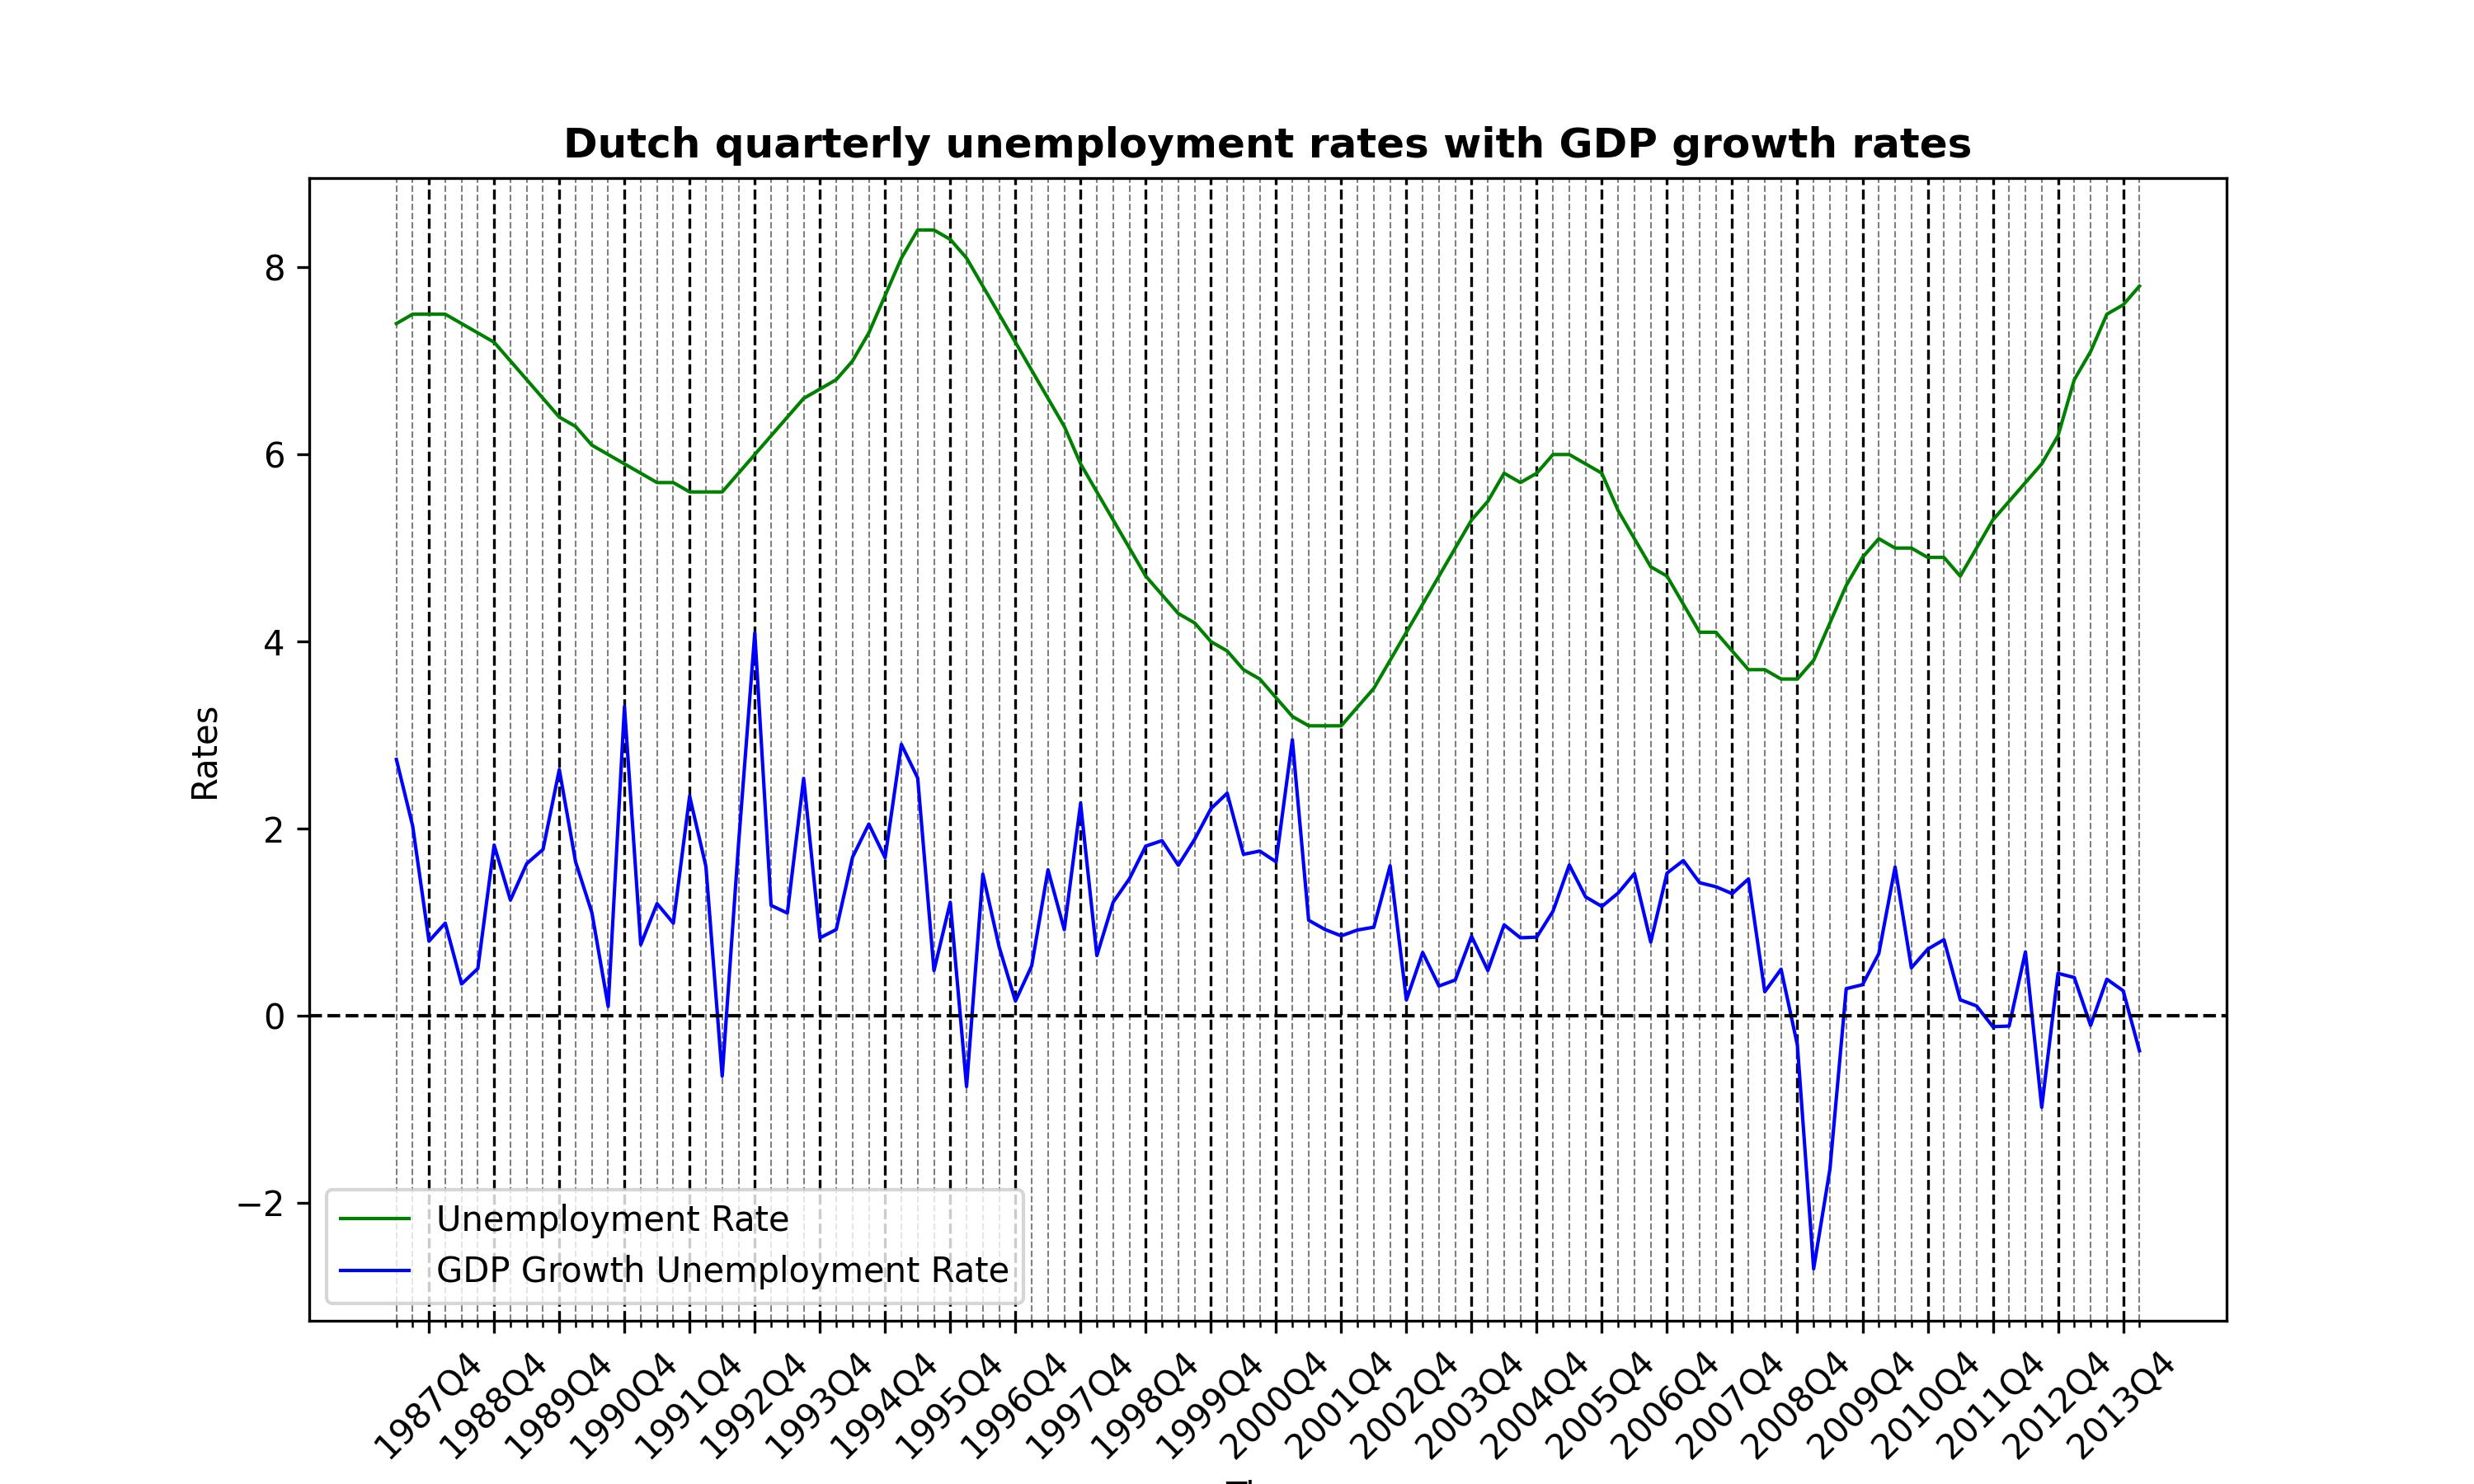 Dutch quarterly unemployment rates with GDP growth rates
Rates
8
6
4
2
0
−2
Unemployment Rate
GDP Growth Unemployment Rate
1987Q4
1988Q4
1989Q4
1990Q4
1991Q4
1992Q4
1993Q4
1994Q4
1995Q4
1996Q4
1997Q4
1998Q4
1999Q4
2000Q4
2001Q4
2002Q4
2003Q4
2004Q4
2005Q4
2006Q4
2007Q4
2008Q4
2009Q4
2010Q4
2011Q4
2012Q4
2013Q4